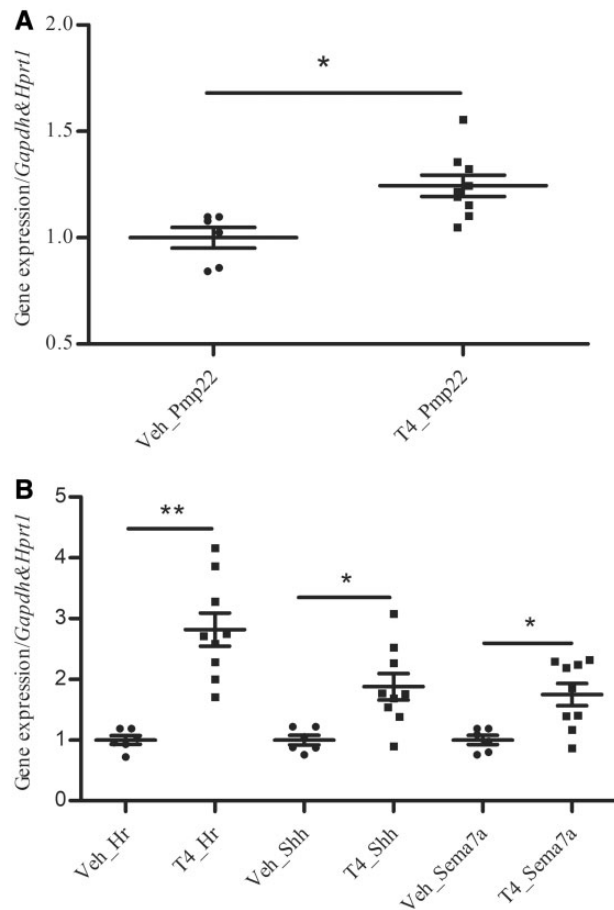 A
Gene expression/Gapdh&Hprt1
2.0
1.5
1.0
0.5
*
Veh_Pmp22
T4_Pmp22
B
Gene expression/Gapdh&Hprt1
5
4
3
2
1
0
**
*
*
Veh_Hr
T4_Hr
Veh_Shh
T4_Shh
Veh_Sema7a
T4_Sema7a